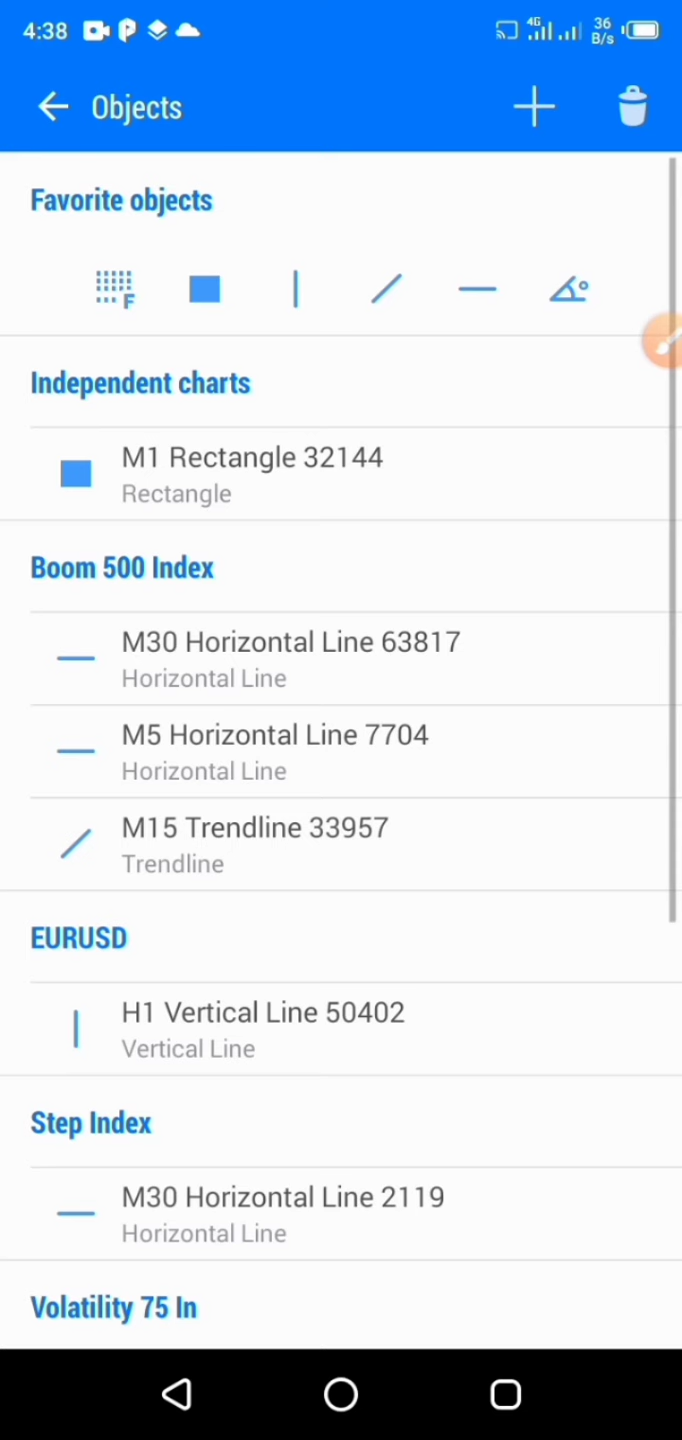 4:38
4G
36
B/s
Objects
Favorite objects
F
Independent charts
M1 Rectangle 32144
Rectangle
Boom 500 Index
M30 Horizontal Line 63817
Horizontal Line
M5 Horizontal Line 7704
Horizontal Line
M15 Trendline 33957
Trendline
EURUSD
H1 Vertical Line 50402
Vertical Line
Step Index
M30 Horizontal Line 2119
Horizontal Line
Volatility 75 In